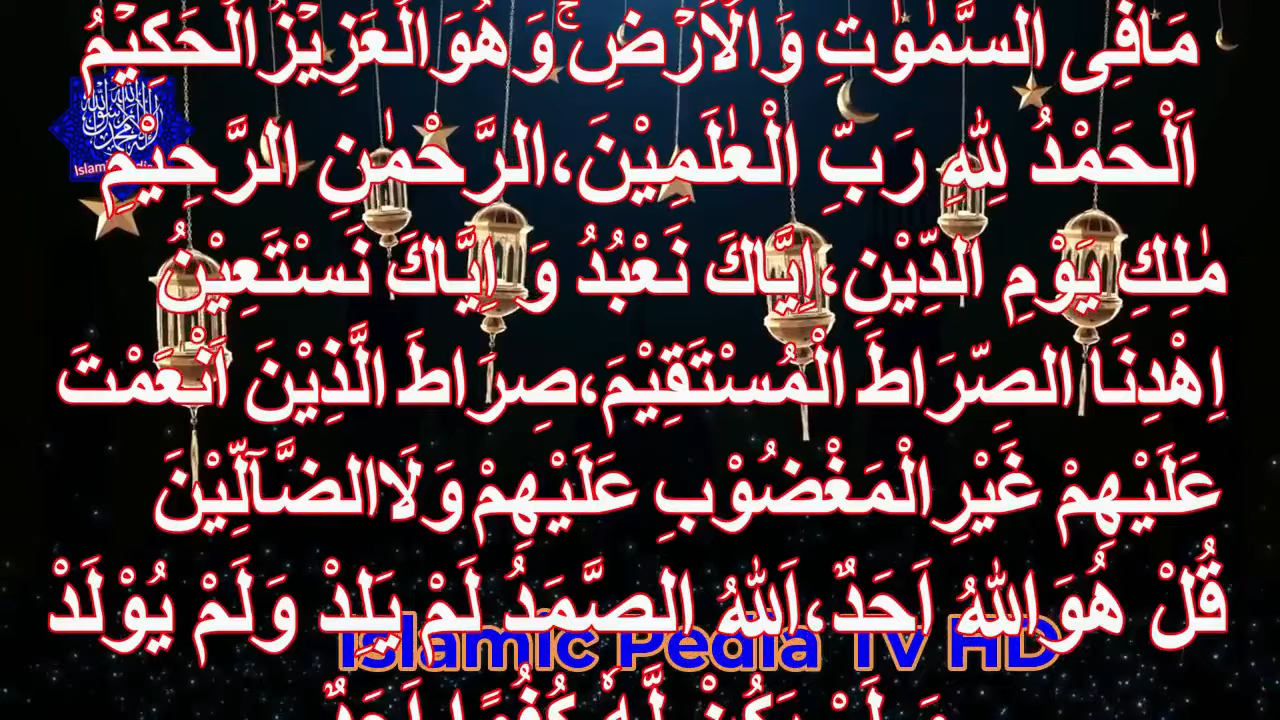 مَافِى السَّمٰوٰتِ وَالْاَرْضِ ۚ وَهُوَالْعَزِيْزُالْحَكِيْمُ
اَلْحَمْدُ لِلّٰهِ رَبِّ الْعٰلَمِيْنَ،الرَّحْمٰنِ الرَّحِيْمِ
مٰلِكِ يَوْمِ الدِّيْنِ،اِيَّاكَ نَعْبُدُ وَ اِيَّاكَ نَسْتَعِيْنُ
اِهْدِنَا الصِّرَاطَ الْمُسْتَقِيْمَ،صِرَاطَ الَّذِيْنَ اَنْعَمْتَ
عَلَيْهِمْ غَيْرِالْمَغْضُوْبِ عَلَيْهِمْ وَلَاالضَّآلِّيْنَ
قُلْ هُوَاللّٰهُ اَحَدٌ،اَللّٰهُ الصَّمَدُ لَمْ يَلِدْ وَلَمْ يُوْلَدْ
Islamic Pedia Tv HD
وَلَمْ يَكُنْ لَّهٗ كُفُوًا اَحَدٌ